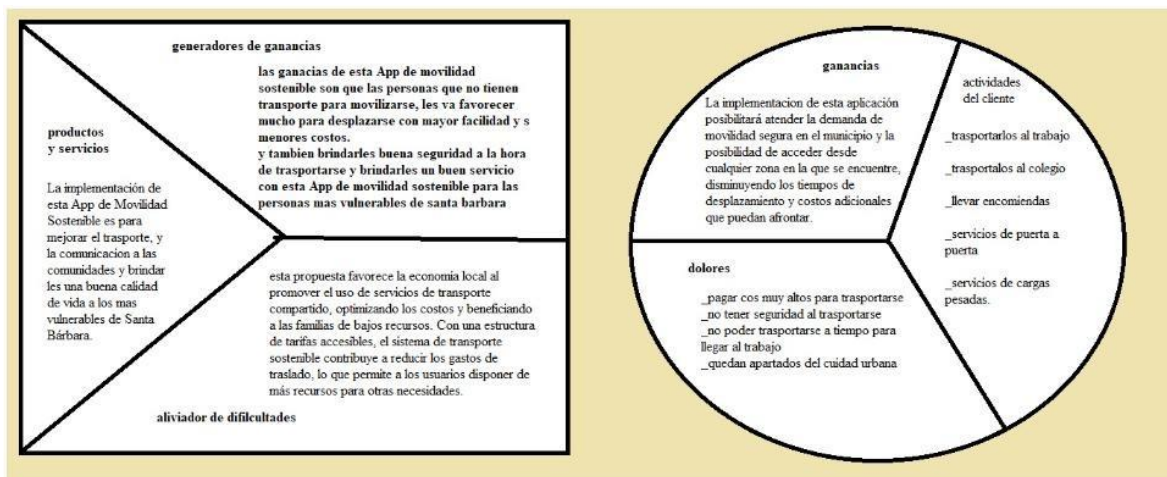 generadores de ganancias
las ganacias de esta App de movilidad
sostenible son que las personas que no tienen
transporte para movilizarse, les va favorecer
mucho para desplazarse con mayor facilidad y s
menores costos.
y tambien brindarles buena seguridad a la hora
de trasportarse y brindarles un buen servicio
con esta App de movilidad sostenible para las
personas mas vulnerables de santa barbara
productos
y servicios
La implementación de
esta App de Movilidad
Sostenible es para
mejorar el trasporte, y
la comunicacion a las
comunidades y brindar
les una buena calidad
de vida a los mas
vulnerables de Santa
Bárbara.
esta propuesta favorece la economía local al
promover el uso de servicios de transporte
compartido, optimizando los costos y beneficiando
a las familias de bajos recursos. Con una estructura
de tarifas accesibles, el sistema de transporte
sostenible contribuye a reducir los gastos de
traslado, lo que permite a los usuarios disponer de
más recursos para otras necesidades.
aliviador de difilcultades
ganancias
La implementacion de esta aplicación
posibilitará atender la demanda de
movilidad segura en el municipio y la
posibilidad de acceder desde
cualquier zona en la que se encuentre,
disminuyendo los tiempos de
desplazamiento y costos adicionales
que puedan afrontar.
actividades
del cliente
_trasportarlos al trabajo
_trasportalos al colegio
_llevar encomiendas
_servicios de puerta a
puerta
_servicios de cargas
pesadas.
dolores
_pagar cos muy altos para trasportarse
_no tener seguridad al trasportarse
_no poder trasportarse a tiempo para
llegar al trabajo
_quedan apartados del cuidad urbana